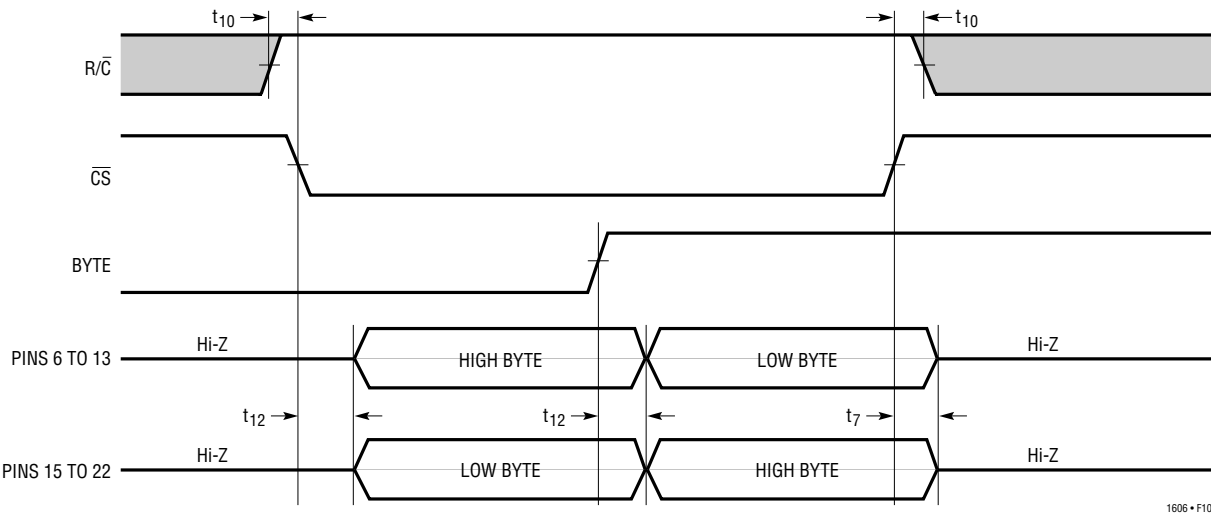 t10 t10
R/C̅
C̅S̅
BYTE
PINS 6 TO 13 Hi-Z HIGH BYTE LOW BYTE Hi-Z
t12 t12 t7
PINS 15 TO 22 Hi-Z LOW BYTE HIGH BYTE Hi-Z
1606 • F10